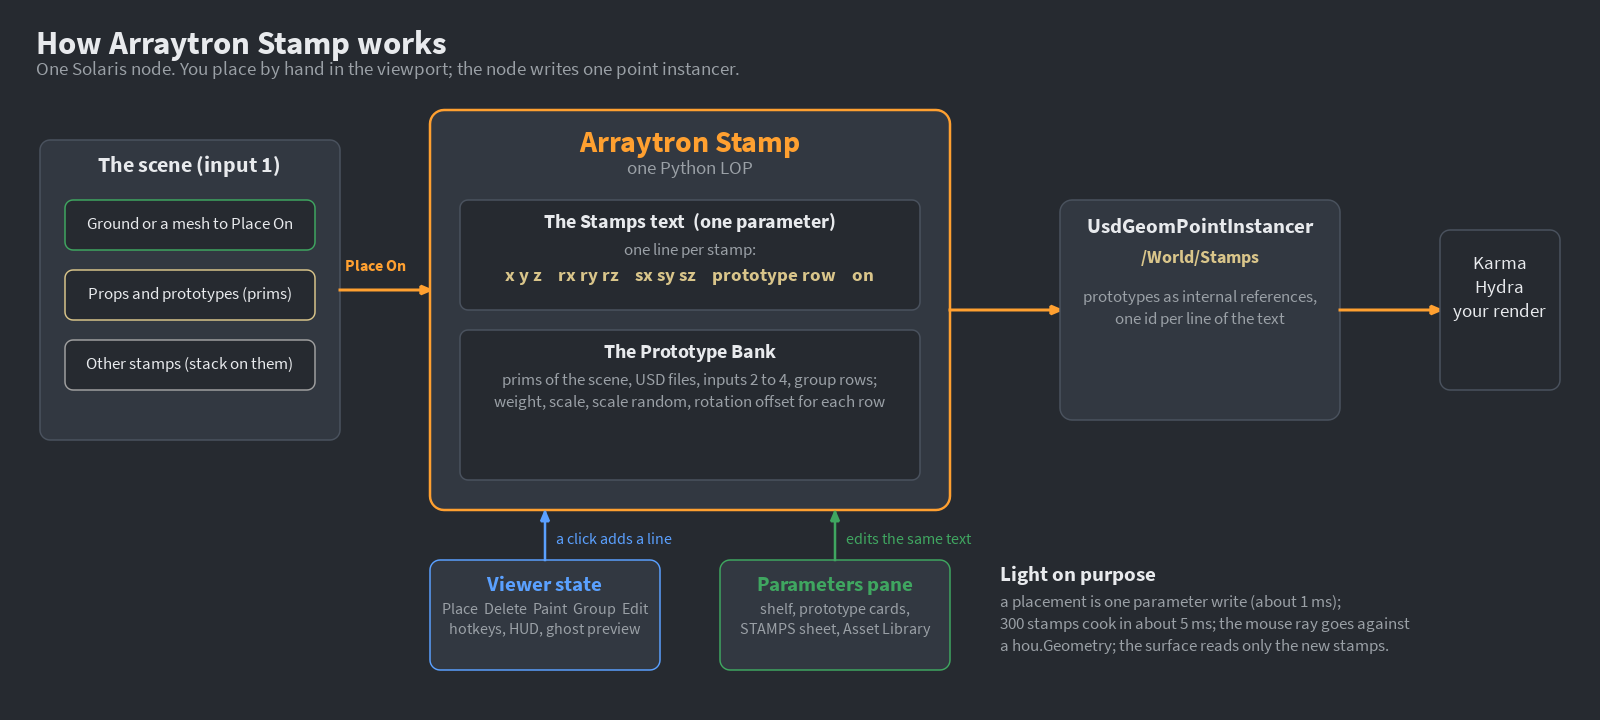 How Arraytron Stamp works
One Solaris node. You place by hand in the viewport; the node writes one point instancer.
The scene (input 1)
Ground or a mesh to Place On
Props and prototypes (prims)
Other stamps (stack on them)
Place On
Arraytron Stamp
one Python LOP
The Stamps text (one parameter)
one line per stamp:
x y z rx ry rz sx sy sz prototype row on
The Prototype Bank
prims of the scene, USD files, inputs 2 to 4, group rows;
weight, scale, scale random, rotation offset for each row
UsdGeomPointInstancer
/World/Stamps
prototypes as internal references,
one id per line of the text
Karma
Hydra
your render
a click adds a line
edits the same text
Viewer state
Place Delete Paint Group Edit
hotkeys, HUD, ghost preview
Parameters pane
shelf, prototype cards,
STAMPS sheet, Asset Library
Light on purpose
a placement is one parameter write (about 1 ms);
300 stamps cook in about 5 ms; the mouse ray goes against
a hou.Geometry; the surface reads only the new stamps.